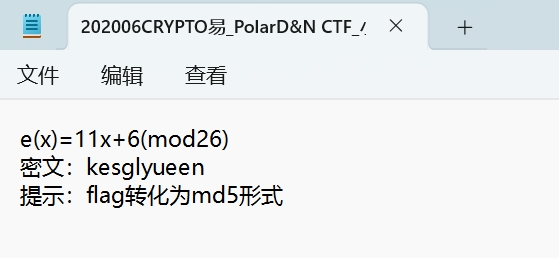 202006CRYPTO易_PolarD&N CTF_
文件 编辑 查看
e(x)=11x+6(mod26)
密文：kesglyueen
提示：flag转化为md5形式